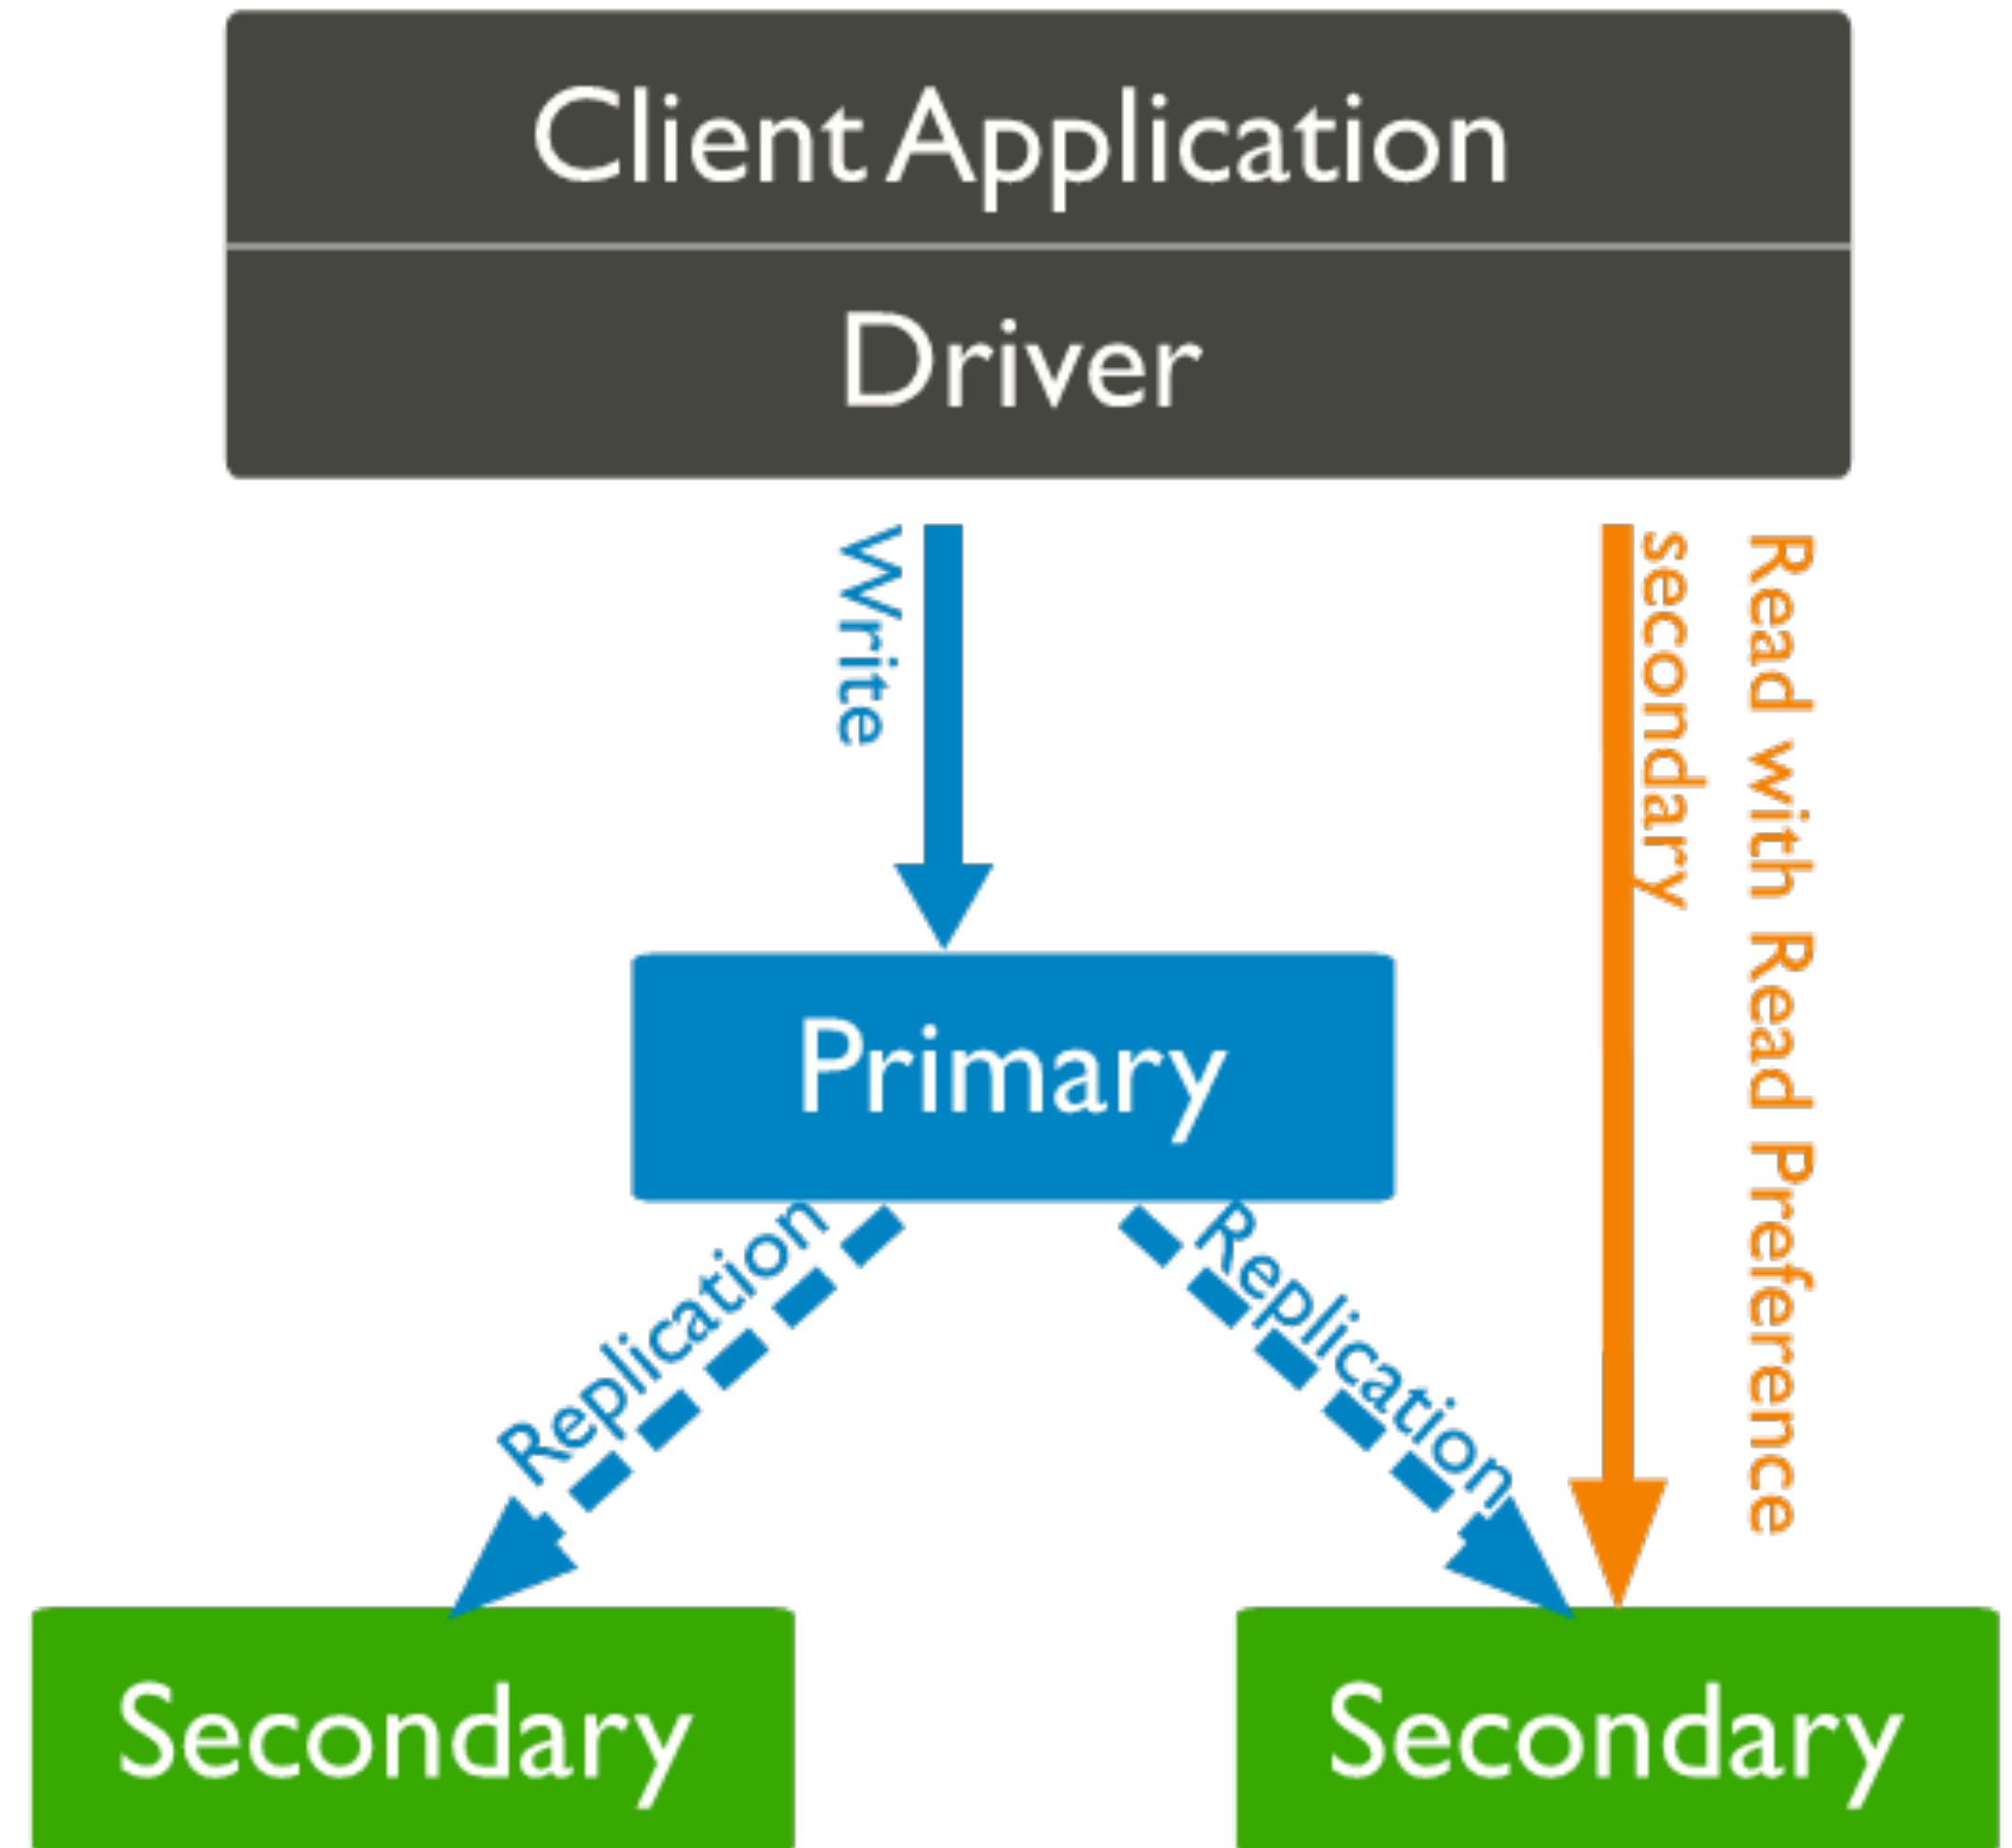 Client Application
Driver
Write
Read with Read Preference
secondary
Primary
Replication
Replication
Secondary
Secondary